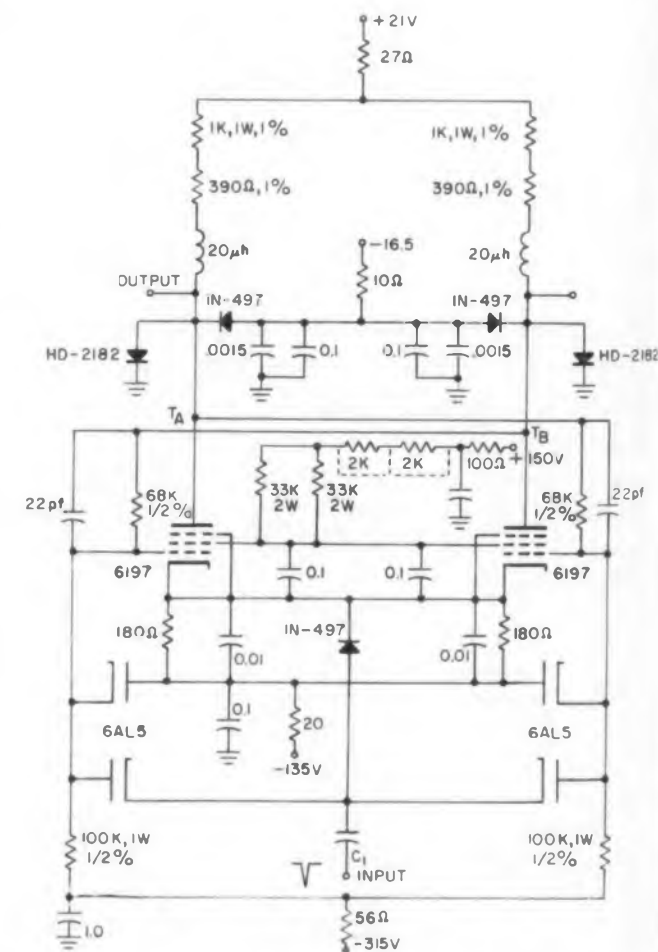 +21V
27Ω
1K,1W,1%
1K,1W,1%
390Ω,1%
390Ω,1%
20μh
-16.5
20μh
OUTPUT
10Ω
IN-497
IN-497
HD-2182
.0015
0.1
0.1
.0015
HD-2182
TA
TB
2K
2K
100Ω
+150V
22pf
68K
1/2%
33K
2W
33K
2W
68K
1/2%
22pf
6197
0.1
0.1
6197
180Ω
IN-497
180Ω
0.01
0.01
6AL5
0.1
20
6AL5
-135V
100K,1W
1/2%
C1
100K,1W
1/2%
INPUT
1.0
56Ω
-315V